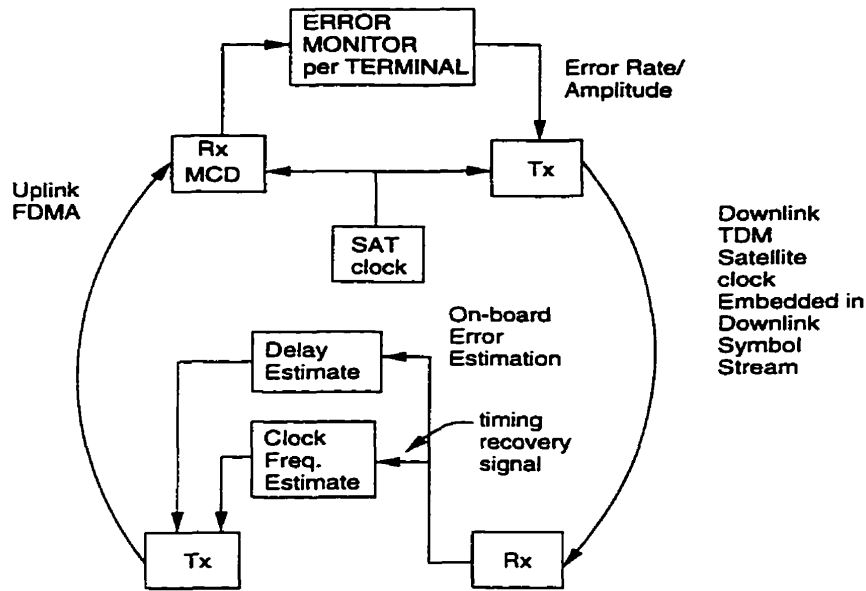 ERROR
MONITOR
per TERMINAL
Error Rate/
Amplitude
Rx
MCD
Tx
Uplink
FDMA
SAT
clock
Downlink
TDM
Satellite
clock
Embedded in
Downlink
Symbol
Stream
On-board
Error
Estimation
Delay
Estimate
timing
recovery
signal
Clock
Freq.
Estimate
Tx
Rx